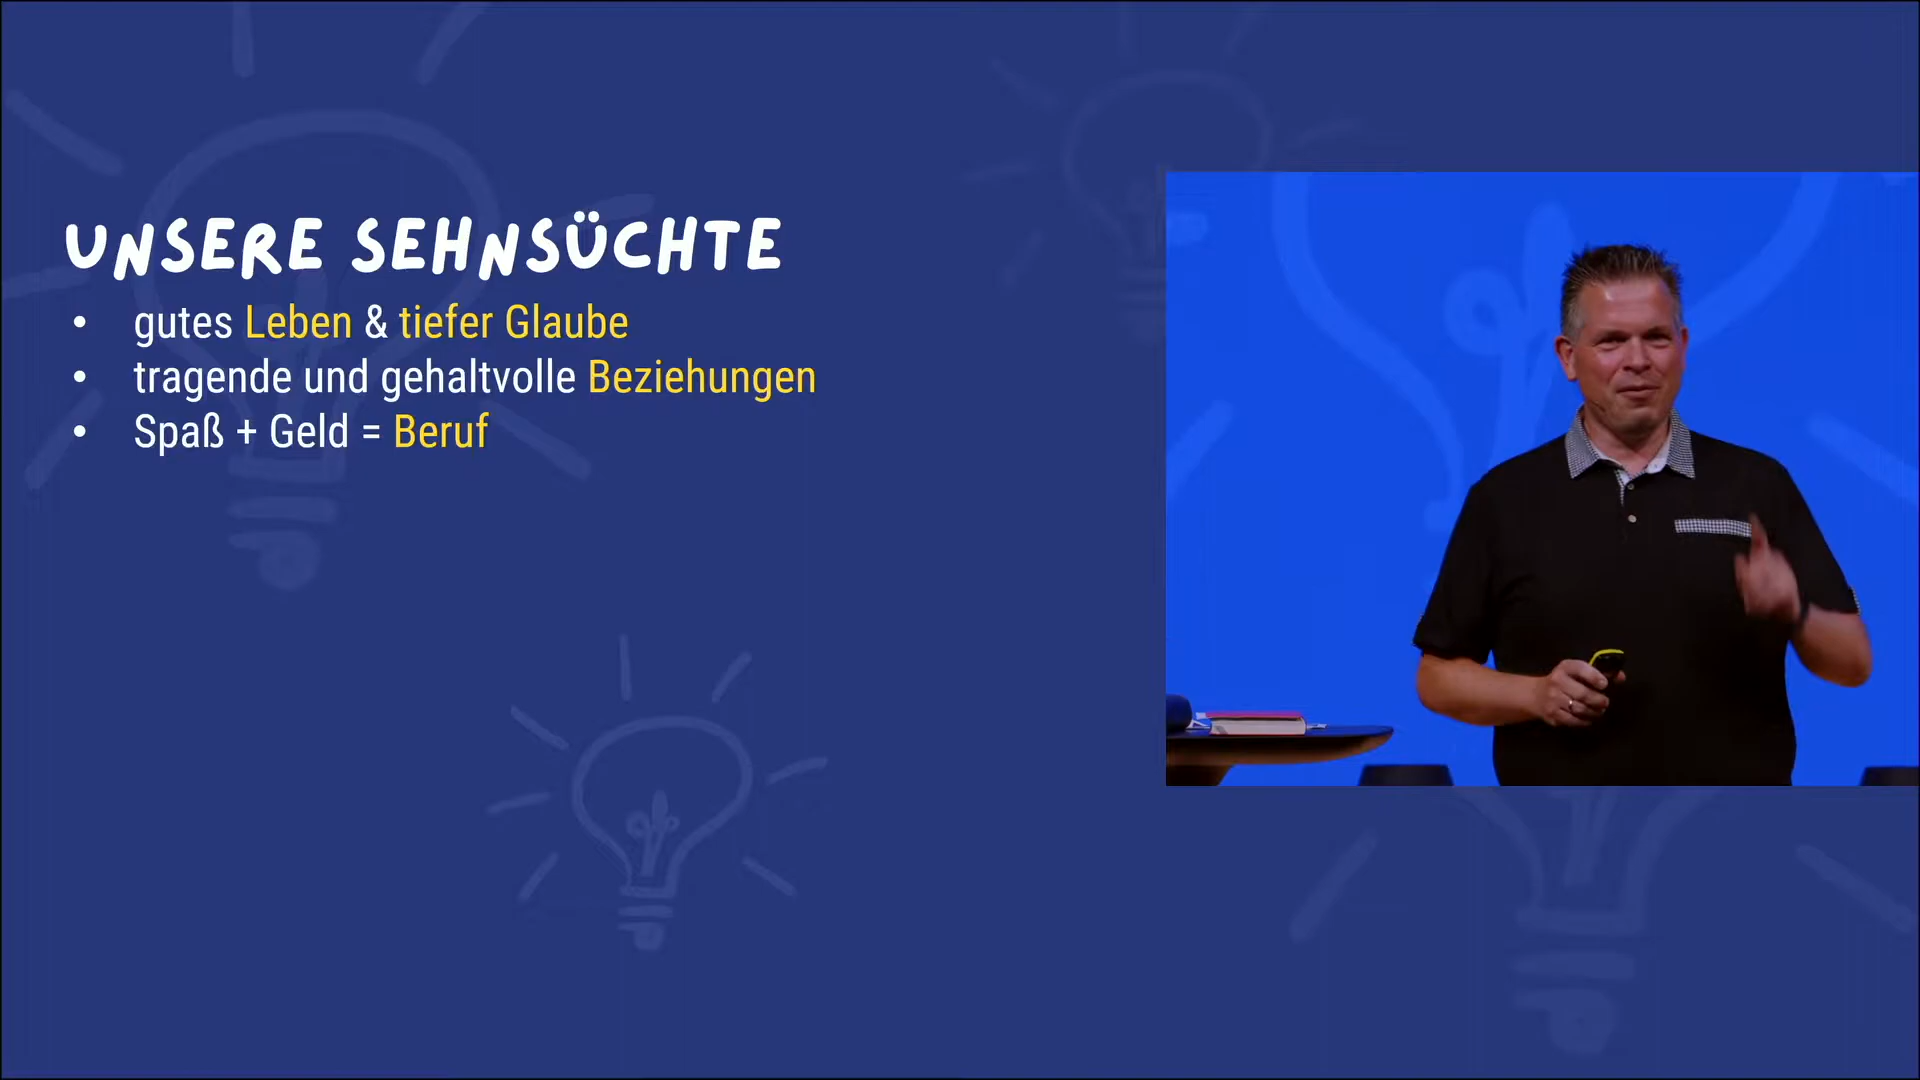 UNSERE SEHNSÜCHTE
• gutes Leben & tiefer Glaube
• tragende und gehaltvolle Beziehungen
• Spaß + Geld = Beruf